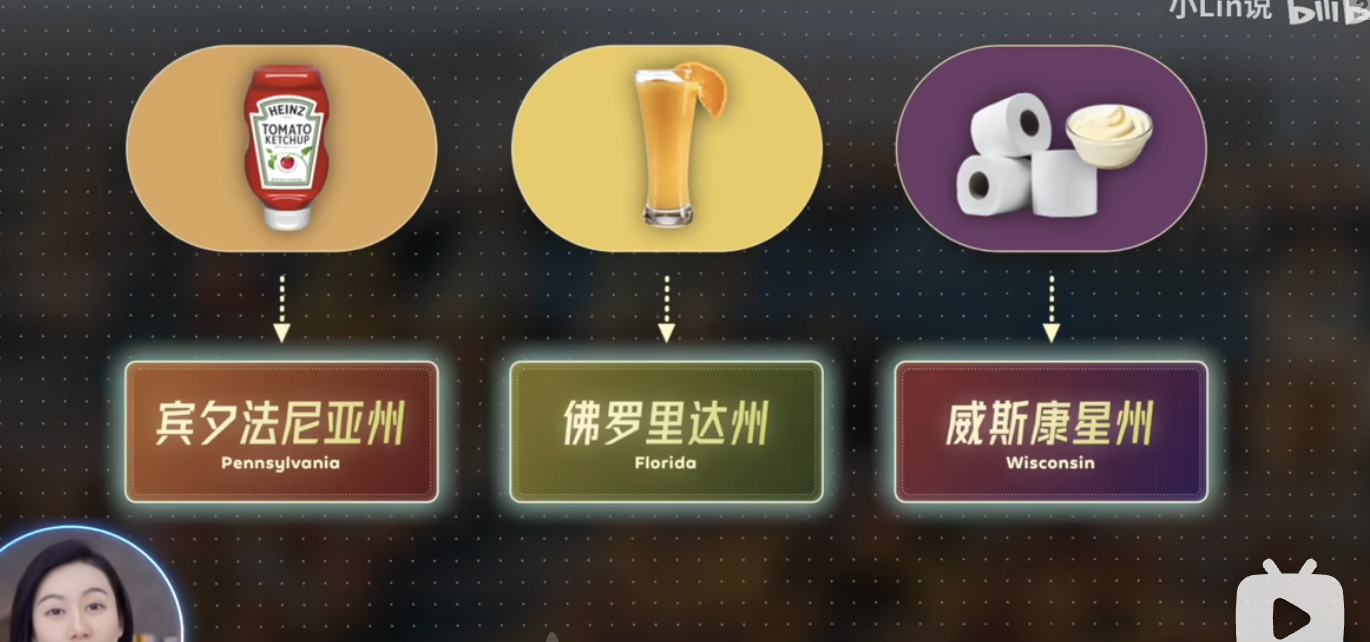 小Lin说 bilib
HEINZ
TOMATO
KETCHUP
宾夕法尼亚州
Pennsylvania
佛罗里达州
Florida
威斯康星州
Wisconsin